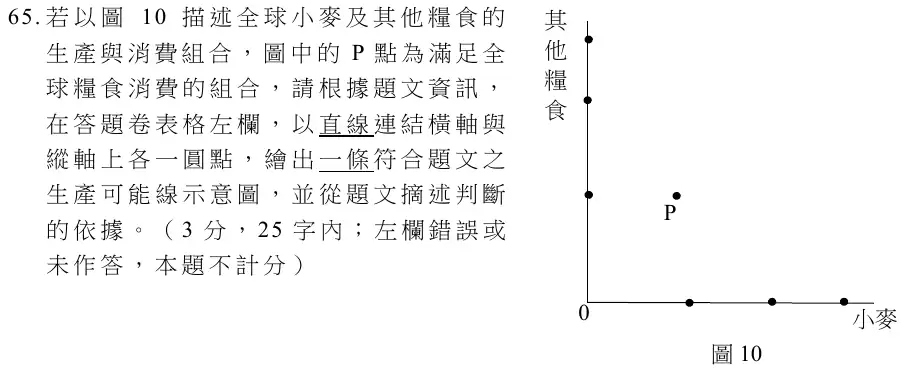 65.若以圖 10 描述全球小麥及其他糧食的
生產與消費組合，圖中的 P 點為滿足全
球糧食消費的組合，請根據題文資訊，
在答題卷表格左欄，以直線連結橫軸與
縱軸上各一圓點，繪出一條符合題文之
生產可能線示意圖，並從題文摘述判斷
的依據。（3 分，25 字內；左欄錯誤或
未作答，本題不計分）
其他糧食
P
0
小麥
圖 10